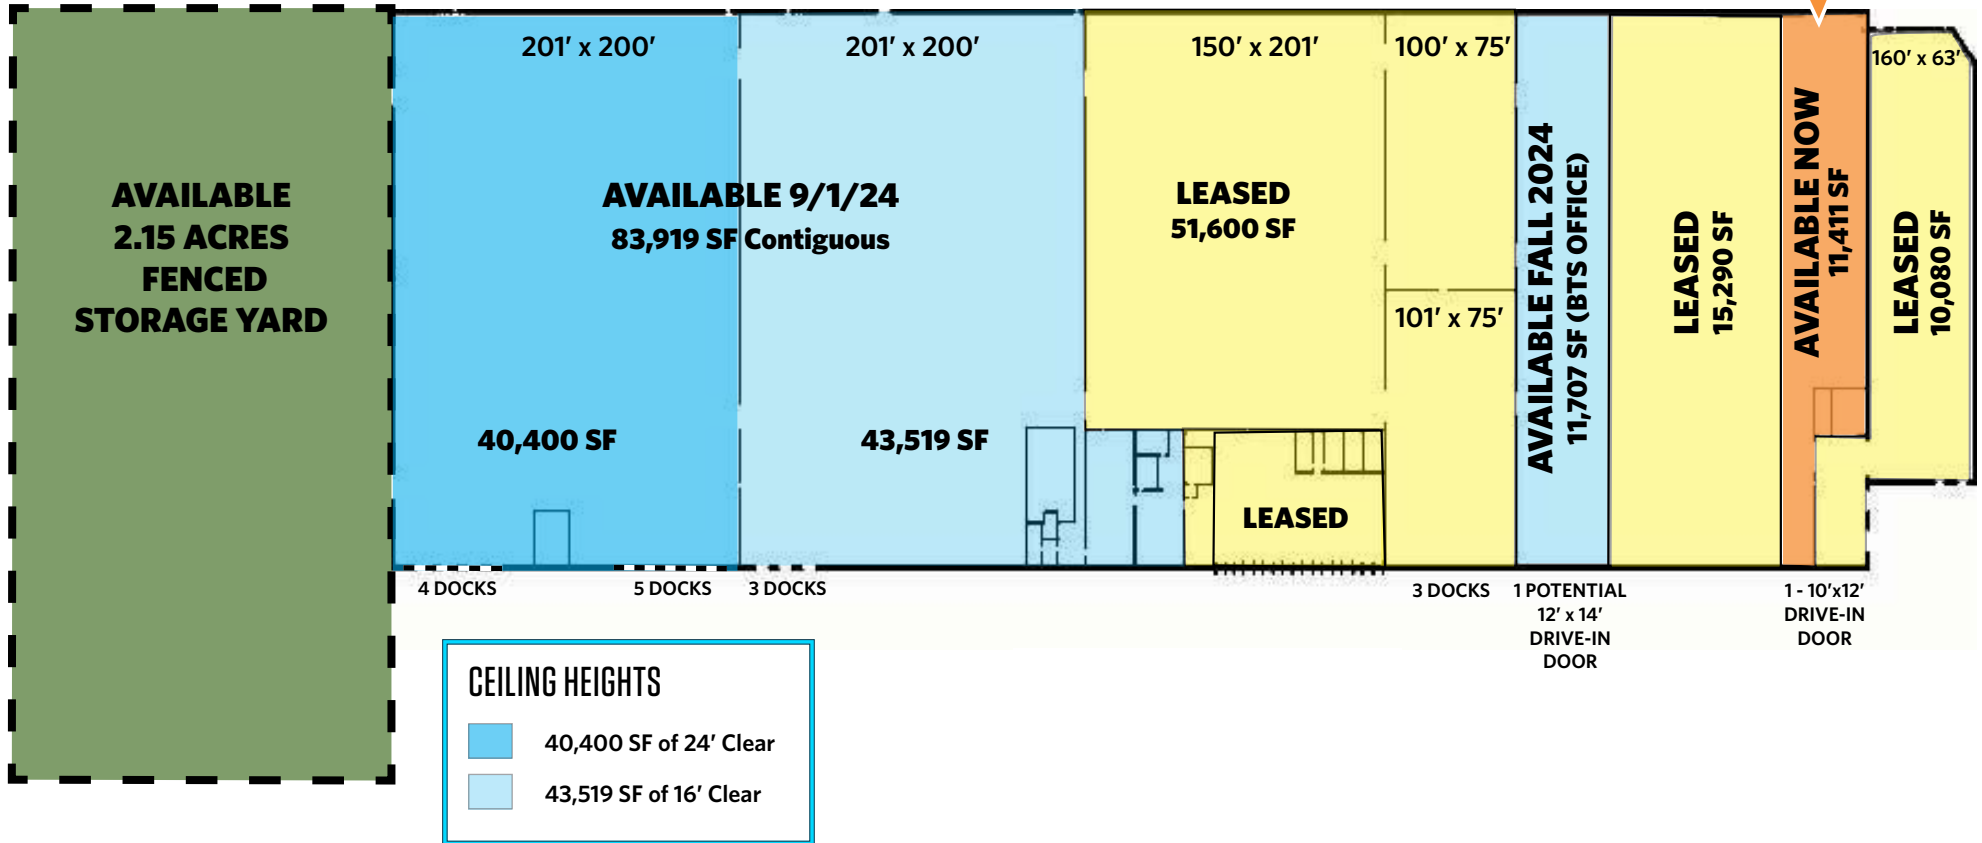 AVAILABLE
2.15 ACRES
FENCED
STORAGE YARD
201' x 200'
201' x 200'
AVAILABLE 9/1/24
83,919 SF Contiguous
40,400 SF
43,519 SF
4 DOCKS
5 DOCKS
3 DOCKS
150' x 201'
LEASED
51,600 SF
LEASED
100' x 75'
101' x 75'
3 DOCKS
AVAILABLE FALL 2024
11,707 SF (BTS OFFICE)
1 POTENTIAL
12' x 14'
DRIVE-IN
DOOR
LEASED
15,290 SF
AVAILABLE NOW
11,411 SF
1 - 10'x12'
DRIVE-IN
DOOR
160' x 63'
LEASED
10,080 SF
CEILING HEIGHTS
40,400 SF of 24' Clear
43,519 SF of 16' Clear